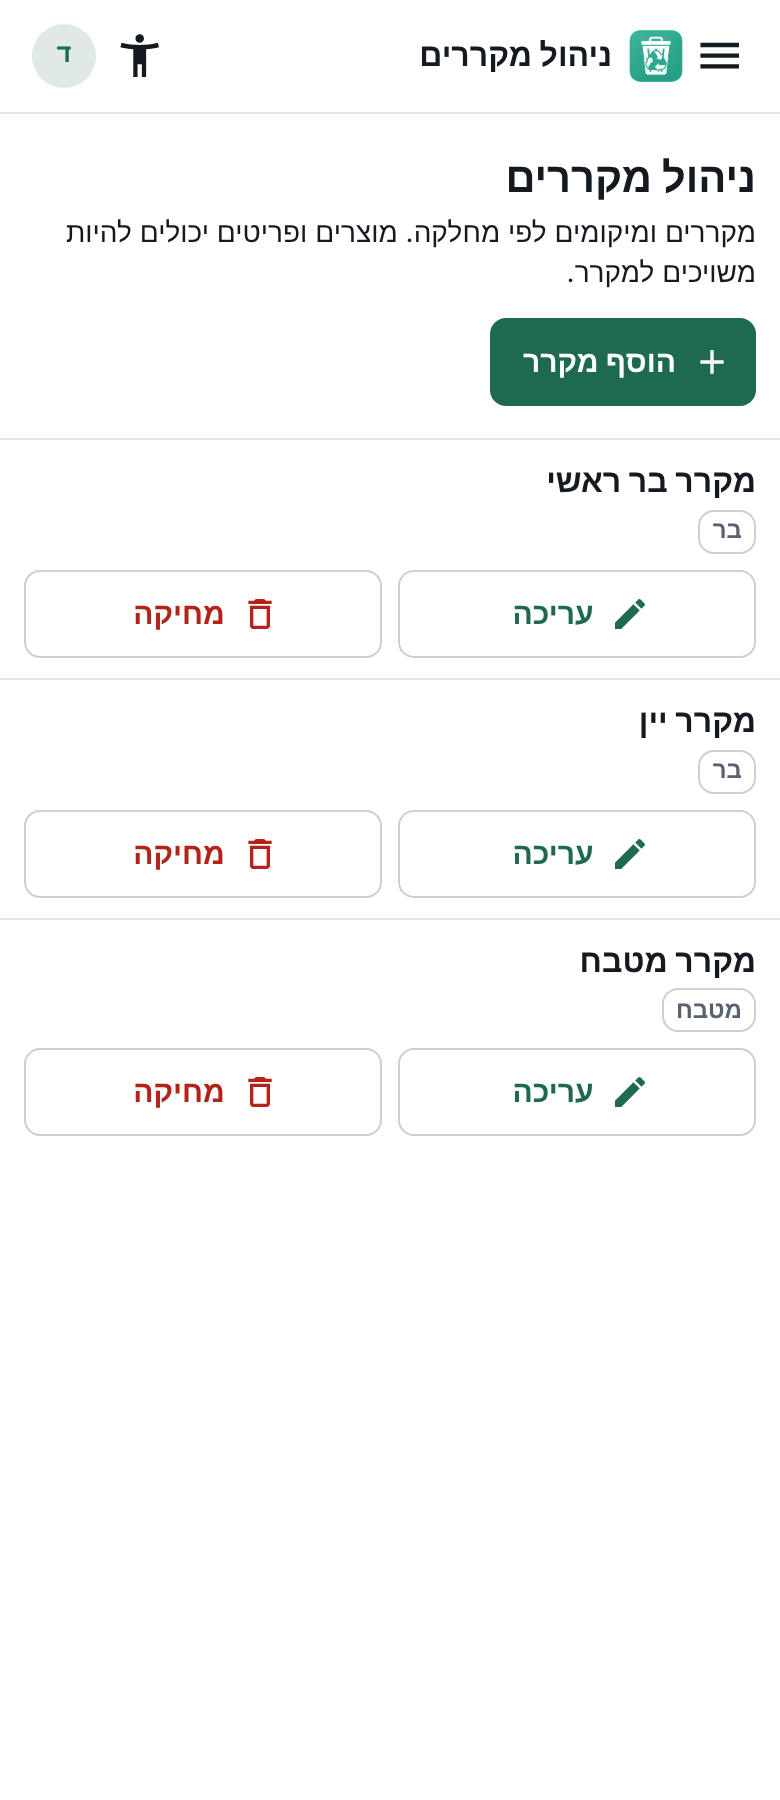 ניהול מקררים
ד
ניהול מקררים
מקררים ומיקומים לפי מחלקה. מוצרים ופריטים יכולים להיות
משויכים למקרר.
הוסף מקרר
מקרר בר ראשי
בר
עריכה
מחיקה
מקרר יין
בר
עריכה
מחיקה
מקרר מטבח
מטבח
עריכה
מחיקה